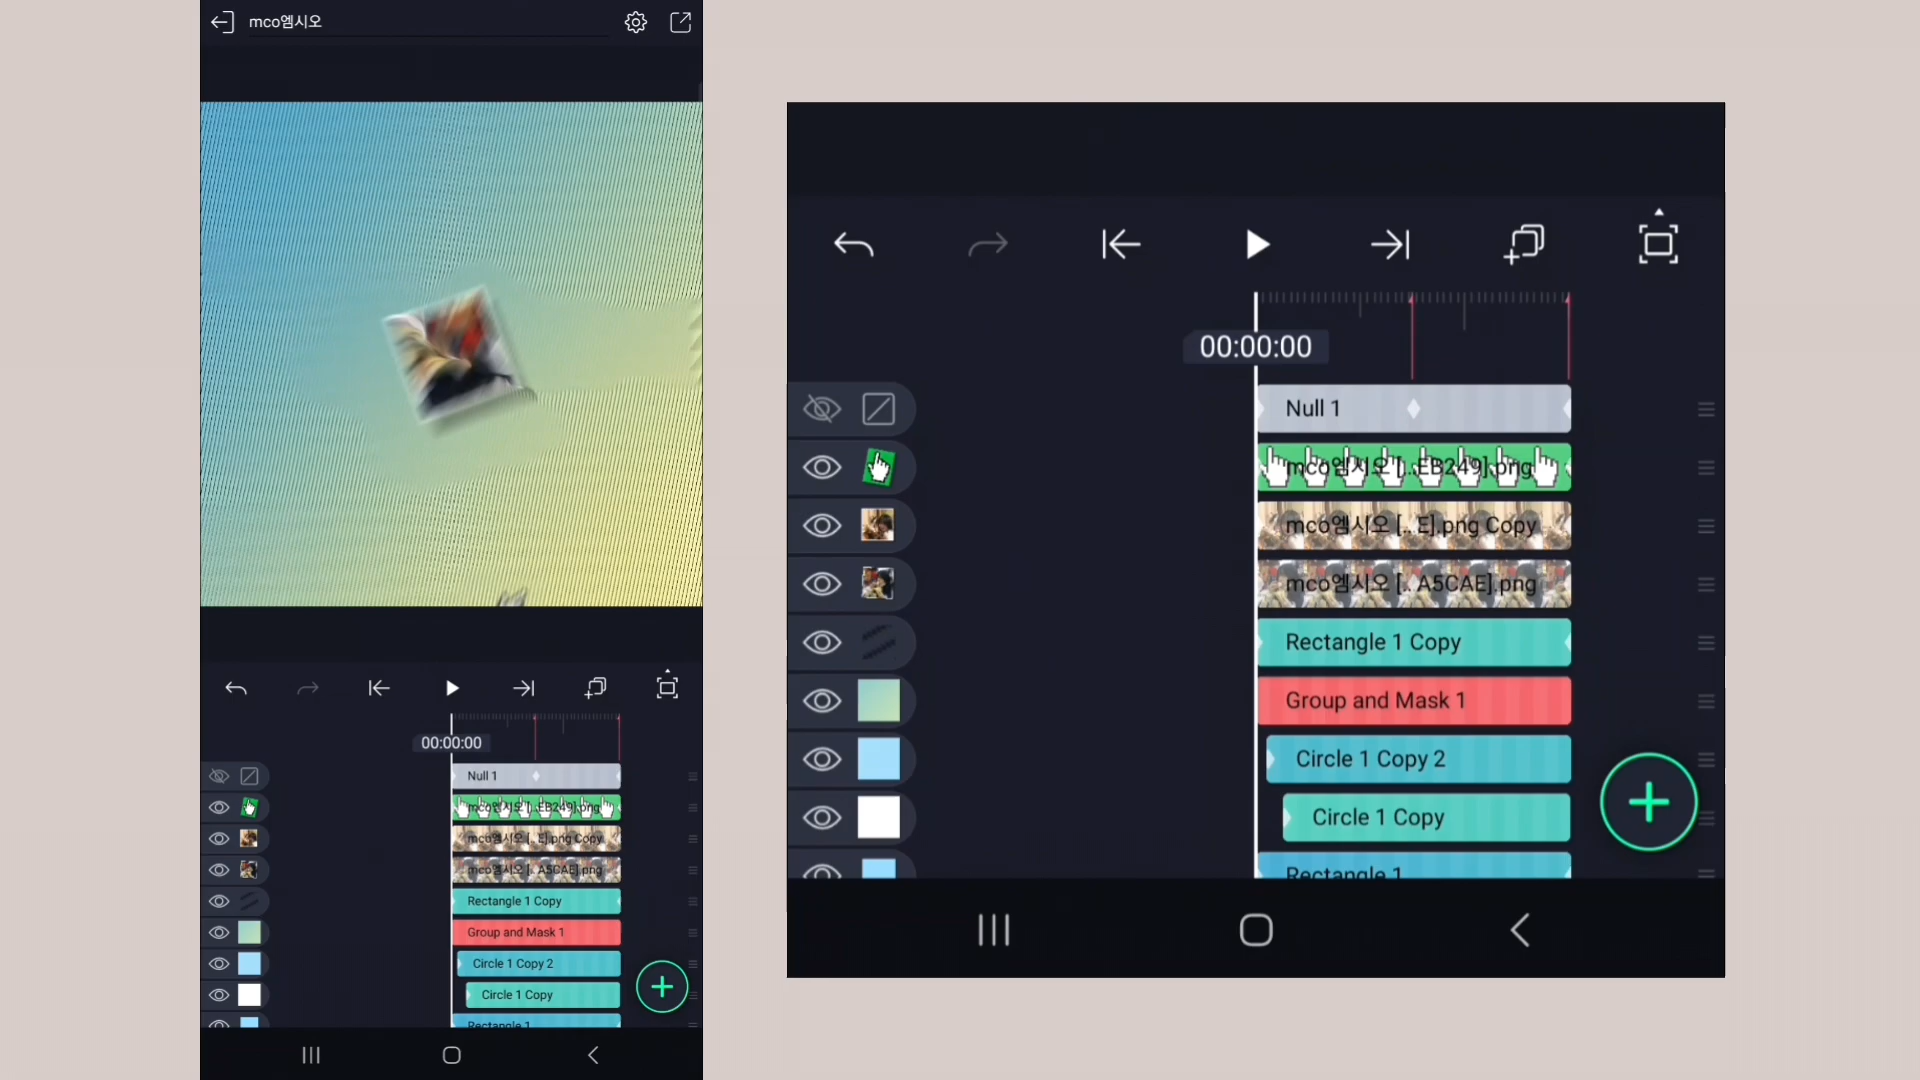 mco엠시오
00:00:00
Null 1
mco엠시오 [..EB249].png
mco엠시오 [.. E].png Copy
mco엠시오 [.. A5CAE].png
Rectangle 1 Copy
Group and Mask 1
Circle 1 Copy 2
Circle 1 Copy
Rectangle 1
00:00:00
Null 1
mco엠시오 [..EB249].png
mco엠시오 [.. E].png Copy
mco엠시오 [.. A5CAE].png
Rectangle 1 Copy
Group and Mask 1
Circle 1 Copy 2
Circle 1 Copy
Rectangle 1